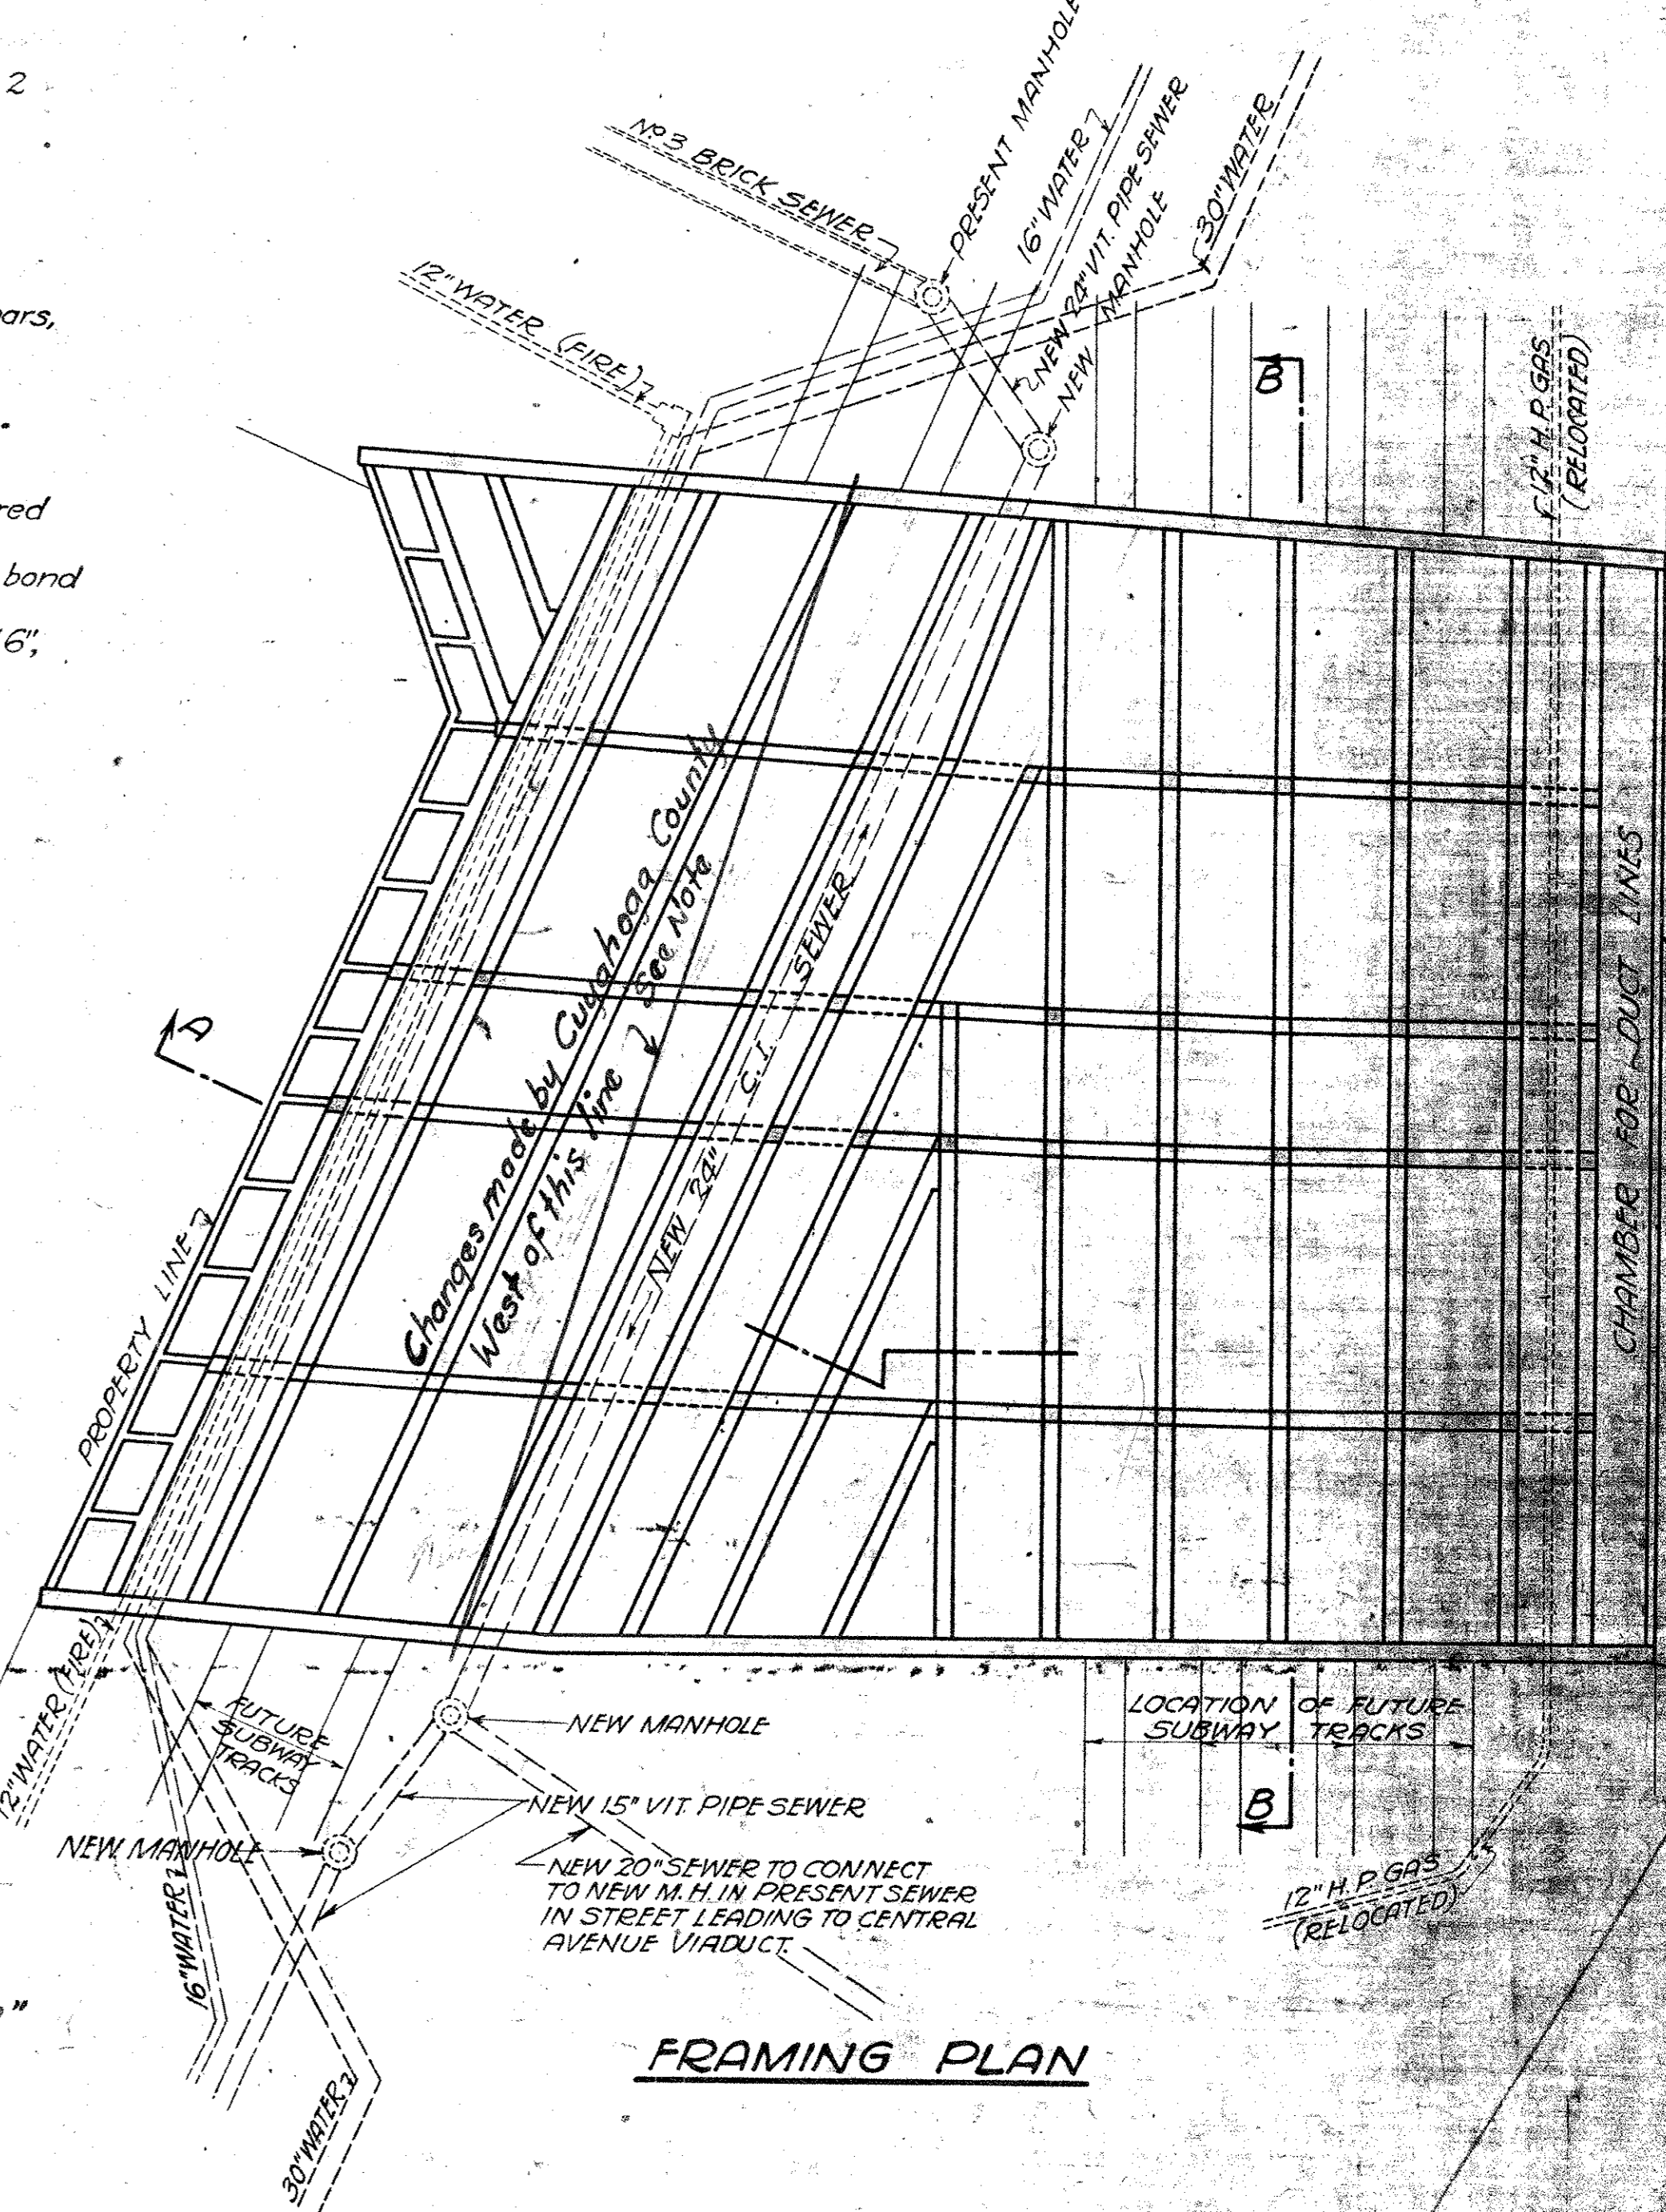 2
ars,
red
bond
6",
"
PRESENT MANHOLE
Nº3 BRICK SEWER
16" WATER
NEW 24" VIT. PIPE SEWER
30" WATER
NEW MANHOLE
12" WATER (FIRE)
B
12" H.P. GAS
(RELOCATED)
Changes made by Cuyahoga County
West of this line See Note
NEW 24" C.I. SEWER
CHAMBER FOR DUCT LINES
D
PROPERTY LINE
12" WATER (FIRE)
FUTURE
SUBWAY
TRACKS
NEW MANHOLE
LOCATION OF FUTURE
SUBWAY TRACKS
NEW 15" VIT. PIPE SEWER
B
NEW MANHOLE
NEW 20" SEWER TO CONNECT
TO NEW M.H. IN PRESENT SEWER
IN STREET LEADING TO CENTRAL
AVENUE VIADUCT.
12" H.P. GAS
(RELOCATED)
16" WATER
30" WATER
FRAMING PLAN